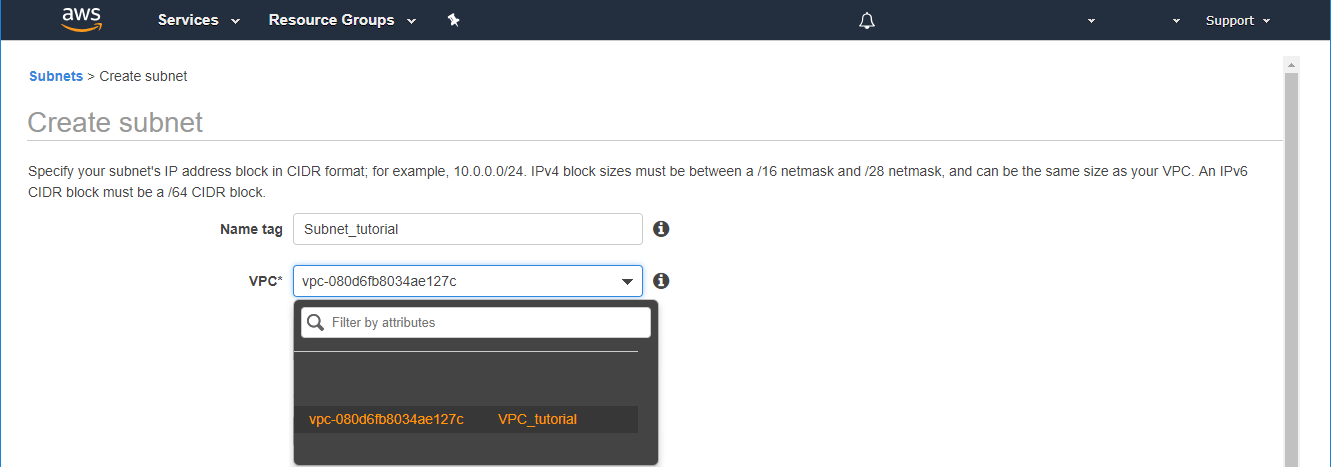 aws Services Resource Groups Support
Subnets > Create subnet
Create subnet
Specify your subnet's IP address block in CIDR format; for example, 10.0.0.0/24. IPv4 block sizes must be between a /16 netmask and /28 netmask, and can be the same size as your VPC. An IPv6
CIDR block must be a /64 CIDR block.
Name tag Subnet_tutorial
VPC* vpc-080d6fb8034ae127c
Filter by attributes
vpc-080d6fb8034ae127c VPC_tutorial